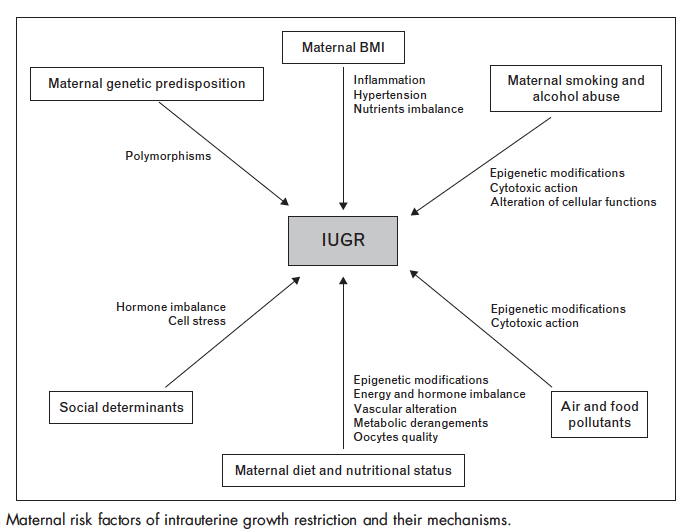 Maternal BMI
Maternal genetic predisposition
Inflammation
Hypertension
Nutrients imbalance
Maternal smoking and
alcohol abuse
Polymorphisms
Epigenetic modifications
Cytotoxic action
Alteration of cellular functions
IUGR
Hormone imbalance
Cell stress
Epigenetic modifications
Cytotoxic action
Social determinants
Epigenetic modifications
Energy and hormone imbalance
Vascular alteration
Metabolic derangements
Oocytes quality
Air and food
pollutants
Maternal diet and nutritional status
Maternal risk factors of intrauterine growth restriction and their mechanisms.